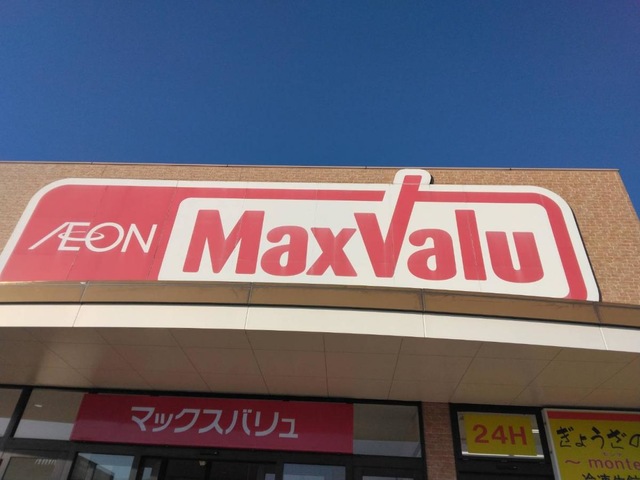 ÆON MaxValu
マックスバリュ
24H
ぎょうざの
～ monte